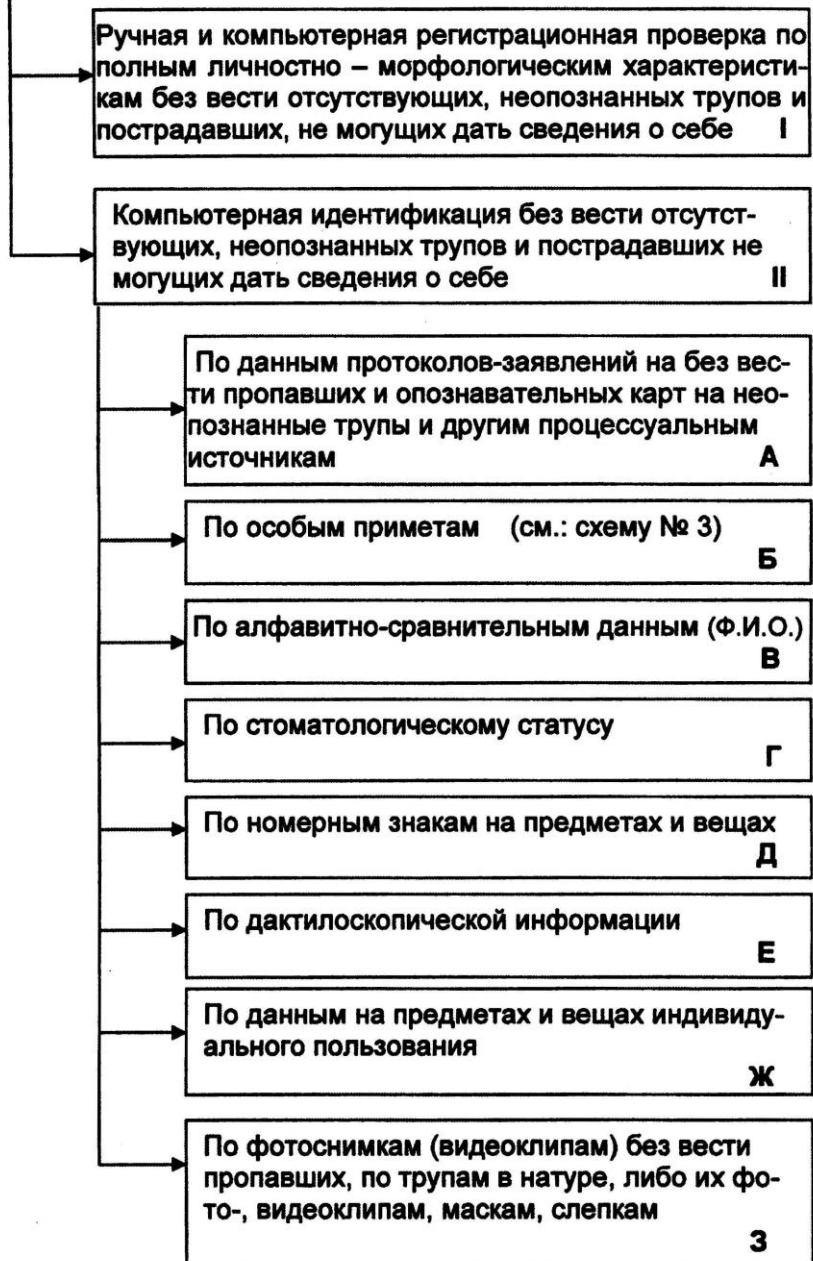 Ручная и компьютерная регистрационная проверка по
полным личностно – морфологическим характеристи-
кам без вести отсутствующих, неопознанных трупов и
пострадавших, не могущих дать сведения о себе I
Компьютерная идентификация без вести отсутст-
вующих, неопознанных трупов и пострадавших не
могущих дать сведения о себе II
По данным протоколов-заявлений на без вес-
ти пропавших и опознавательных карт на нео-
познанные трупы и другим процессуальным
источникам А
По особым приметам (см.: схему № 3)
Б
По алфавитно-сравнительным данным (Ф.И.О.)
В
По стоматологическому статусу
Г
По номерным знакам на предметах и вещах
Д
По дактилоскопической информации
Е
По данным на предметах и вещах индивиду-
ального пользования
Ж
По фотоснимкам (видеоклипам) без вести
пропавших, по трупам в натуре, либо их фо-
то-, видеоклипам, маскам, слепкам
З